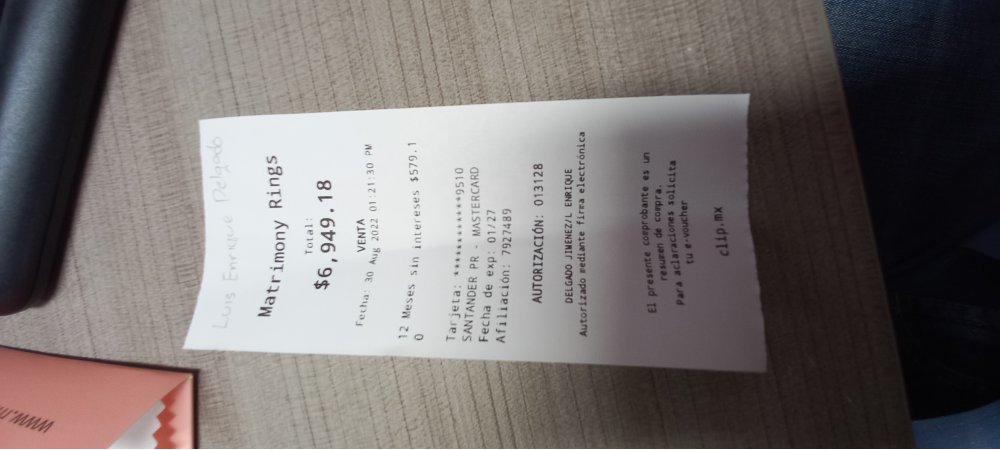 Luis Enrique Delgado
Matrimony Rings
Total:
$6,949.18
VENTA
Fecha: 30 Aug 2022 01:21:30 PM
12 Meses sin intereses $579.1
0
Tarjeta: ************9510
SANTANDER PR - MASTERCARD
Fecha de exp: 01/27
Afiliación: 7927489
AUTORIZACIÓN: 013128
DELGADO JIMENEZ/L ENRIQUE
Autorizado mediante firma electrónica
El presente comprobante es un
resumen de compra.
Para aclaraciones solicita
tu e-voucher
clip.mx